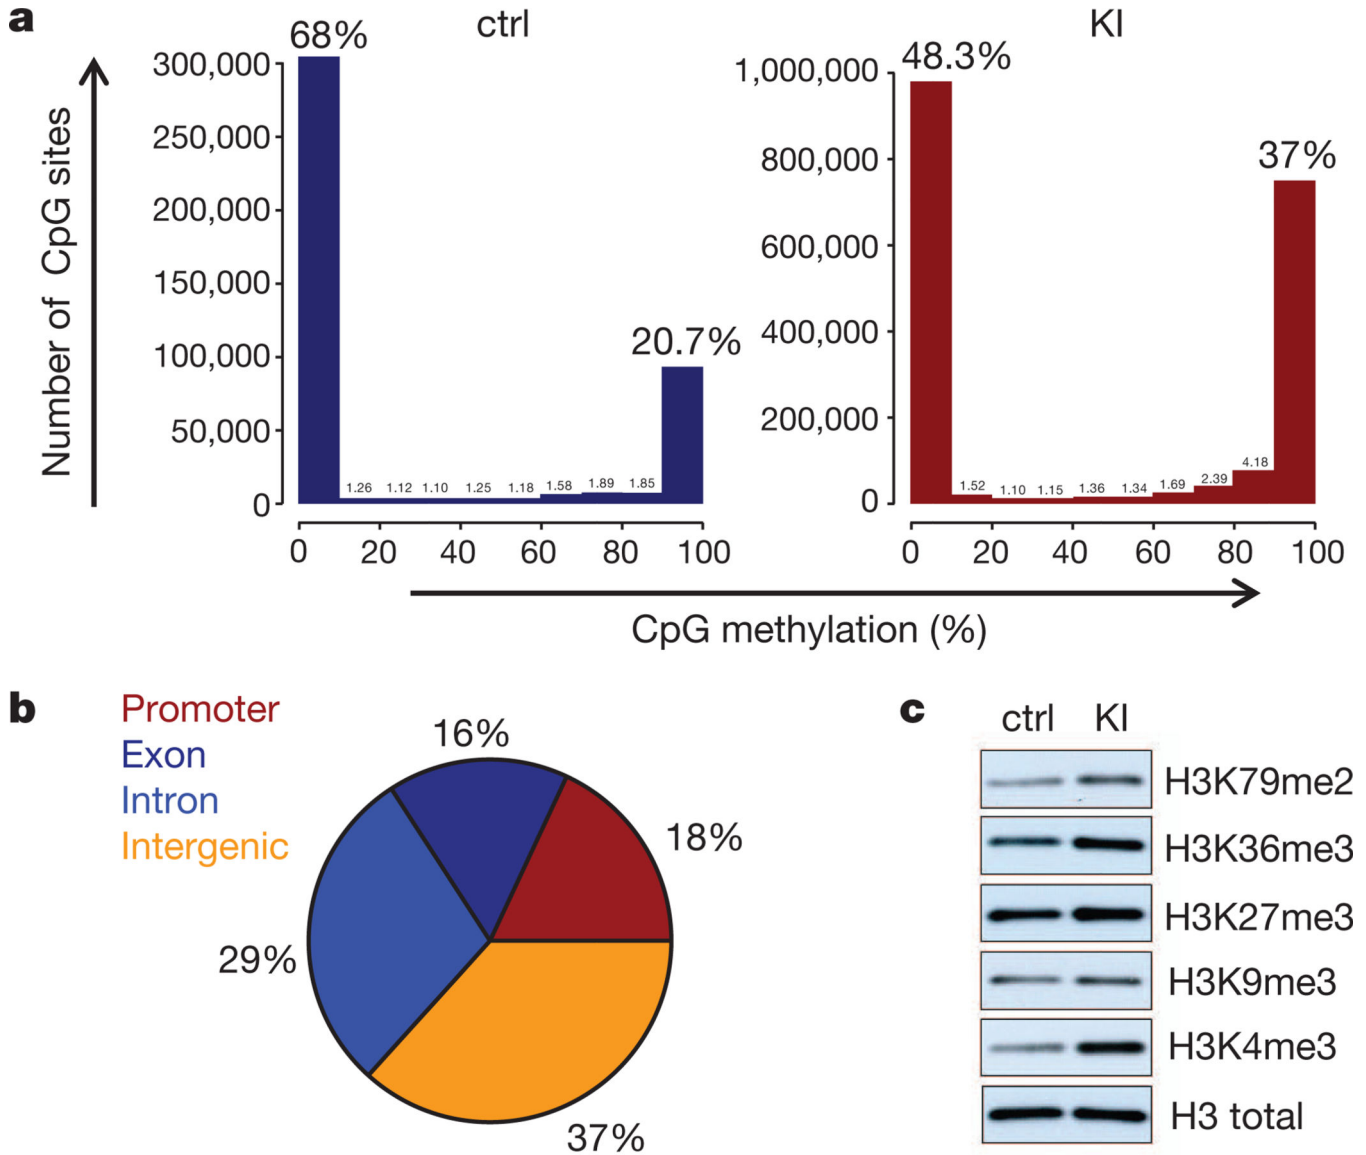 a
ctrl
KI
Number of CpG sites
68%
300,000
250,000
200,000
150,000
100,000
50,000
0
1.26 1.12 1.10 1.25 1.18 1.58 1.89 1.85
20.7%
0 20 40 60 80 100
48.3%
1,000,000
800,000
600,000
400,000
200,000
0
1.52 1.10 1.15 1.36 1.34 1.69 2.39 4.18
37%
0 20 40 60 80 100
CpG methylation (%)
b
Promoter
Exon
Intron
Intergenic
16%
18%
29%
37%
c
ctrl KI
H3K79me2
H3K36me3
H3K27me3
H3K9me3
H3K4me3
H3 total